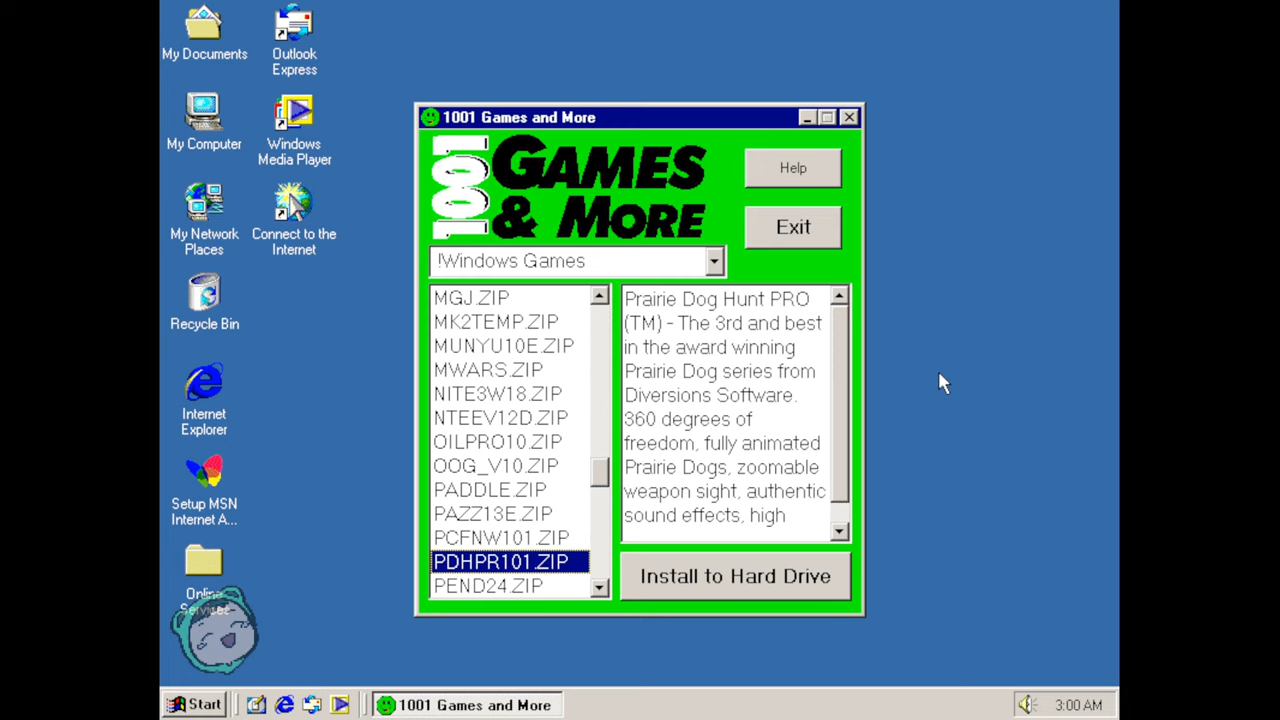 My Documents
Outlook
Express
My Computer
Windows
Media Player
My Network
Places
Connect to the
Internet
Recycle Bin
Internet
Explorer
Setup MSN
Internet A...
Online
Services
1001 Games and More
1001 GAMES
& MORE
Help
Exit
!Windows Games
MGJ.ZIP
MK2TEMP.ZIP
MUNYU10E.ZIP
MWARS.ZIP
NITE3W18.ZIP
NTEEV12D.ZIP
OILPRO10.ZIP
OOG_V10.ZIP
PADDLE.ZIP
PAZZ13E.ZIP
PCFNW101.ZIP
PDHPR101.ZIP
PEND24.ZIP
Prairie Dog Hunt PRO
(TM) - The 3rd and best
in the award winning
Prairie Dog series from
Diversions Software.
360 degrees of
freedom, fully animated
Prairie Dogs, zoomable
weapon sight, authentic
sound effects, high
Install to Hard Drive
Start
1001 Games and More
3:00 AM